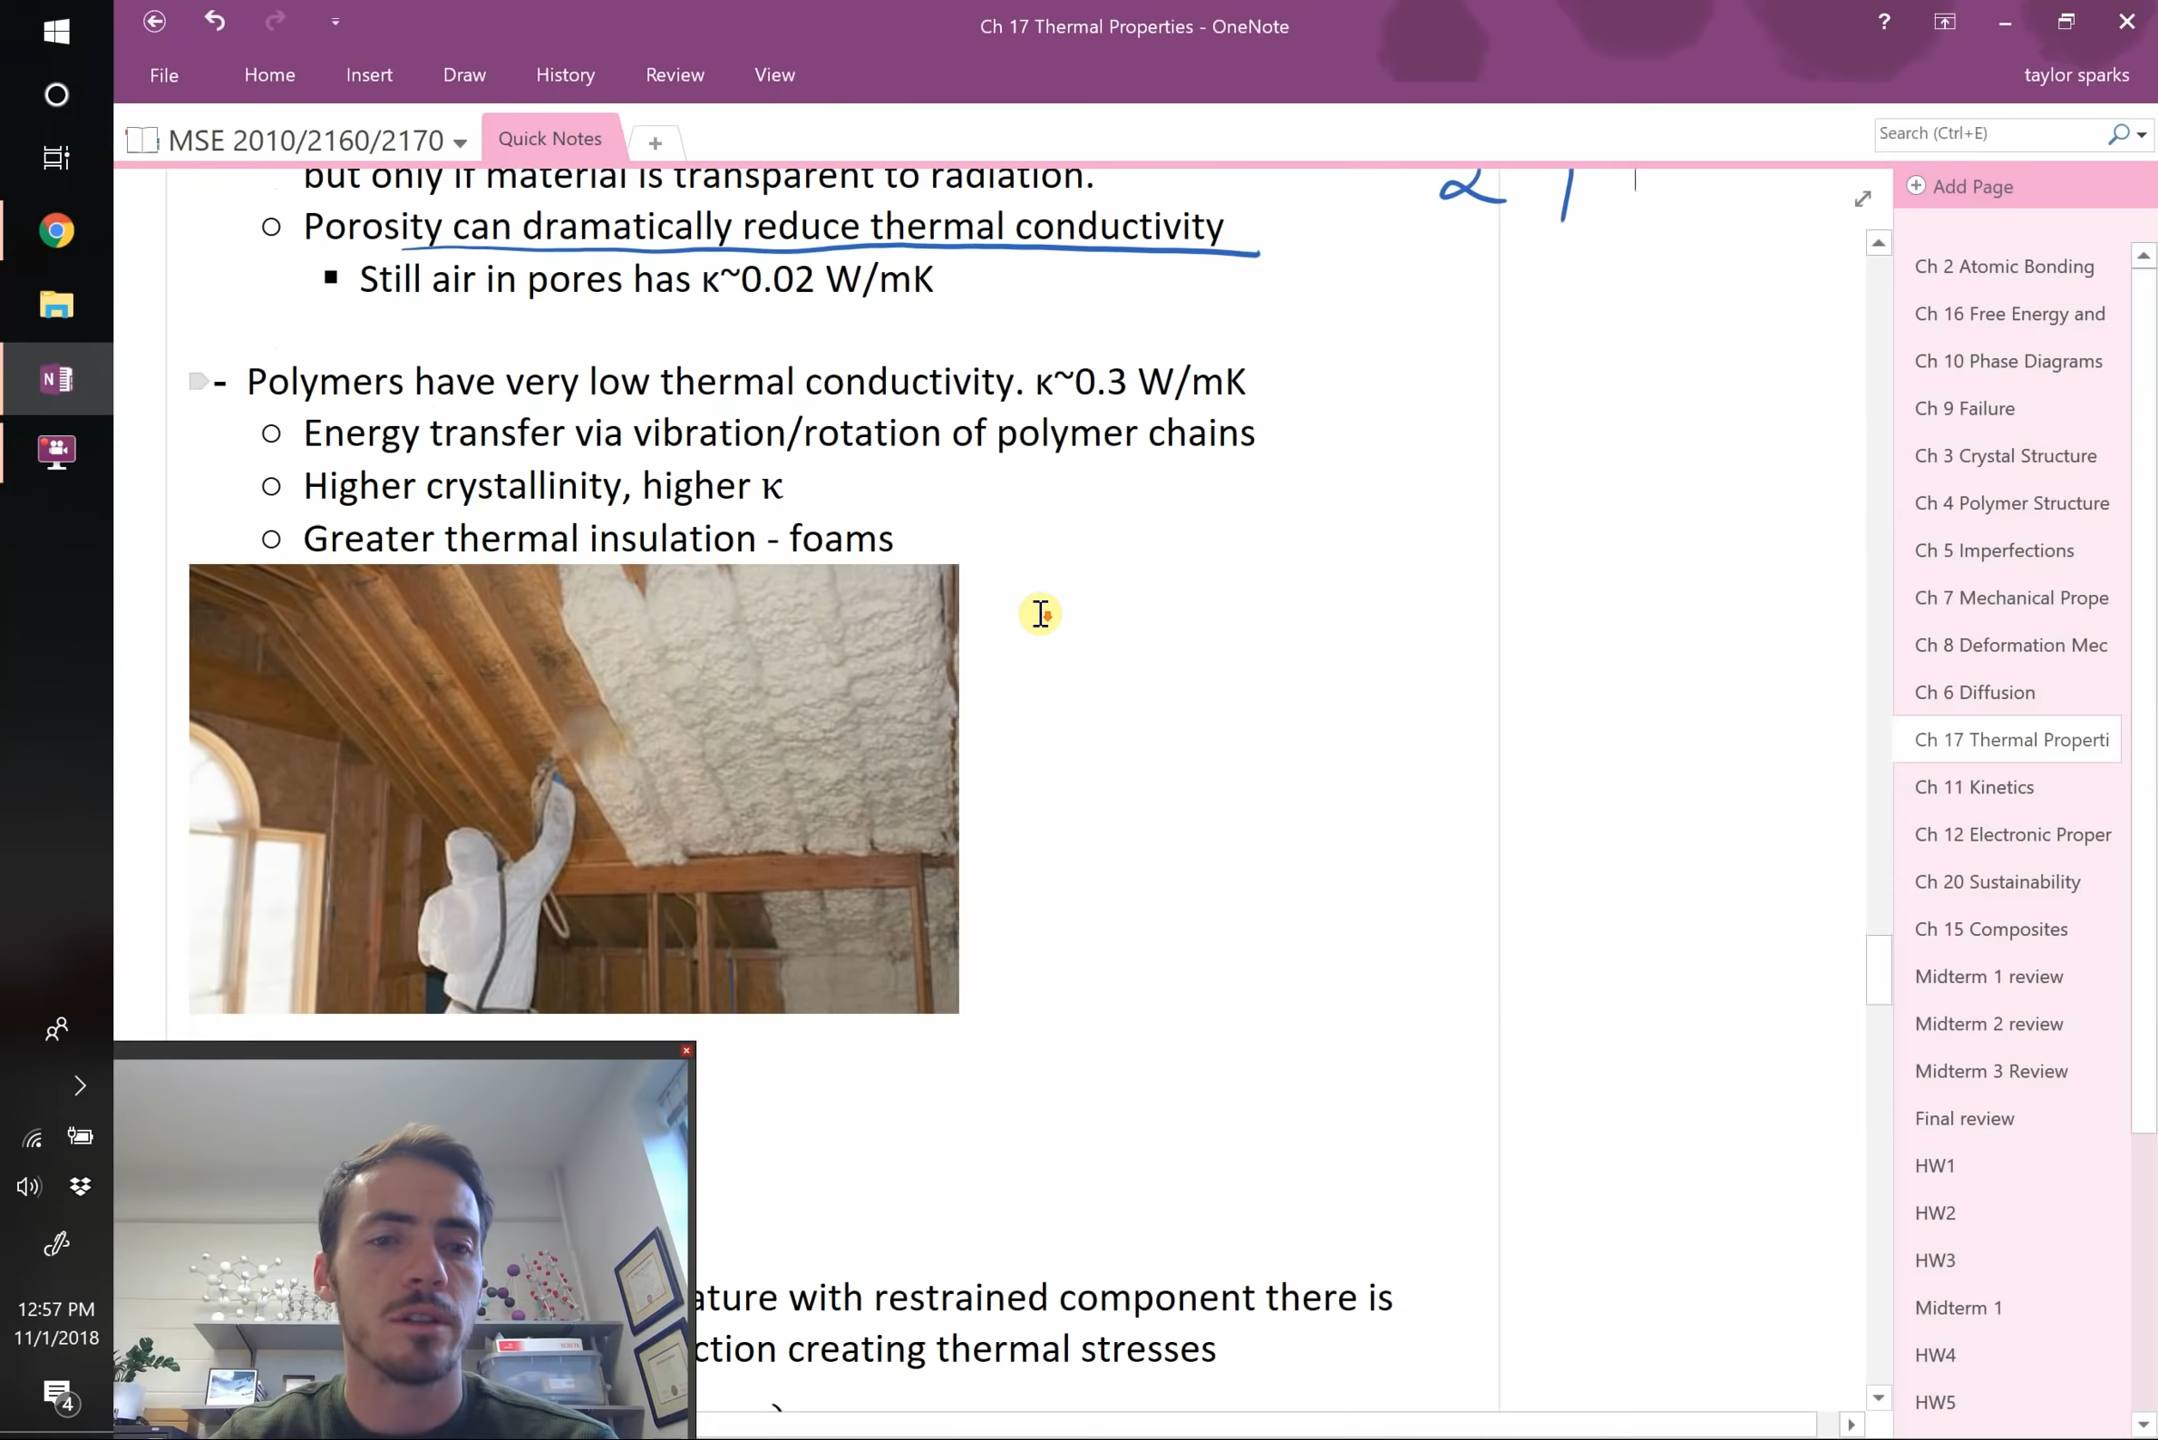 Ch 17 Thermal Properties - OneNote
?
File Home Insert Draw History Review View
taylor sparks
MSE 2010/2160/2170
Quick Notes
+
Search (Ctrl+E)
Add Page
but only if material is transparent to radiation.
Porosity can dramatically reduce thermal conductivity
Still air in pores has κ~0.02 W/mK
- Polymers have very low thermal conductivity. κ~0.3 W/mK
Energy transfer via vibration/rotation of polymer chains
Higher crystallinity, higher κ
Greater thermal insulation - foams
ature with restrained component there is
ction creating thermal stresses
Ch 2 Atomic Bonding
Ch 16 Free Energy and
Ch 10 Phase Diagrams
Ch 9 Failure
Ch 3 Crystal Structure
Ch 4 Polymer Structure
Ch 5 Imperfections
Ch 7 Mechanical Prope
Ch 8 Deformation Mec
Ch 6 Diffusion
Ch 17 Thermal Properti
Ch 11 Kinetics
Ch 12 Electronic Proper
Ch 20 Sustainability
Ch 15 Composites
Midterm 1 review
Midterm 2 review
Midterm 3 Review
Final review
HW1
HW2
HW3
Midterm 1
HW4
HW5
N
12:57 PM
11/1/2018
4